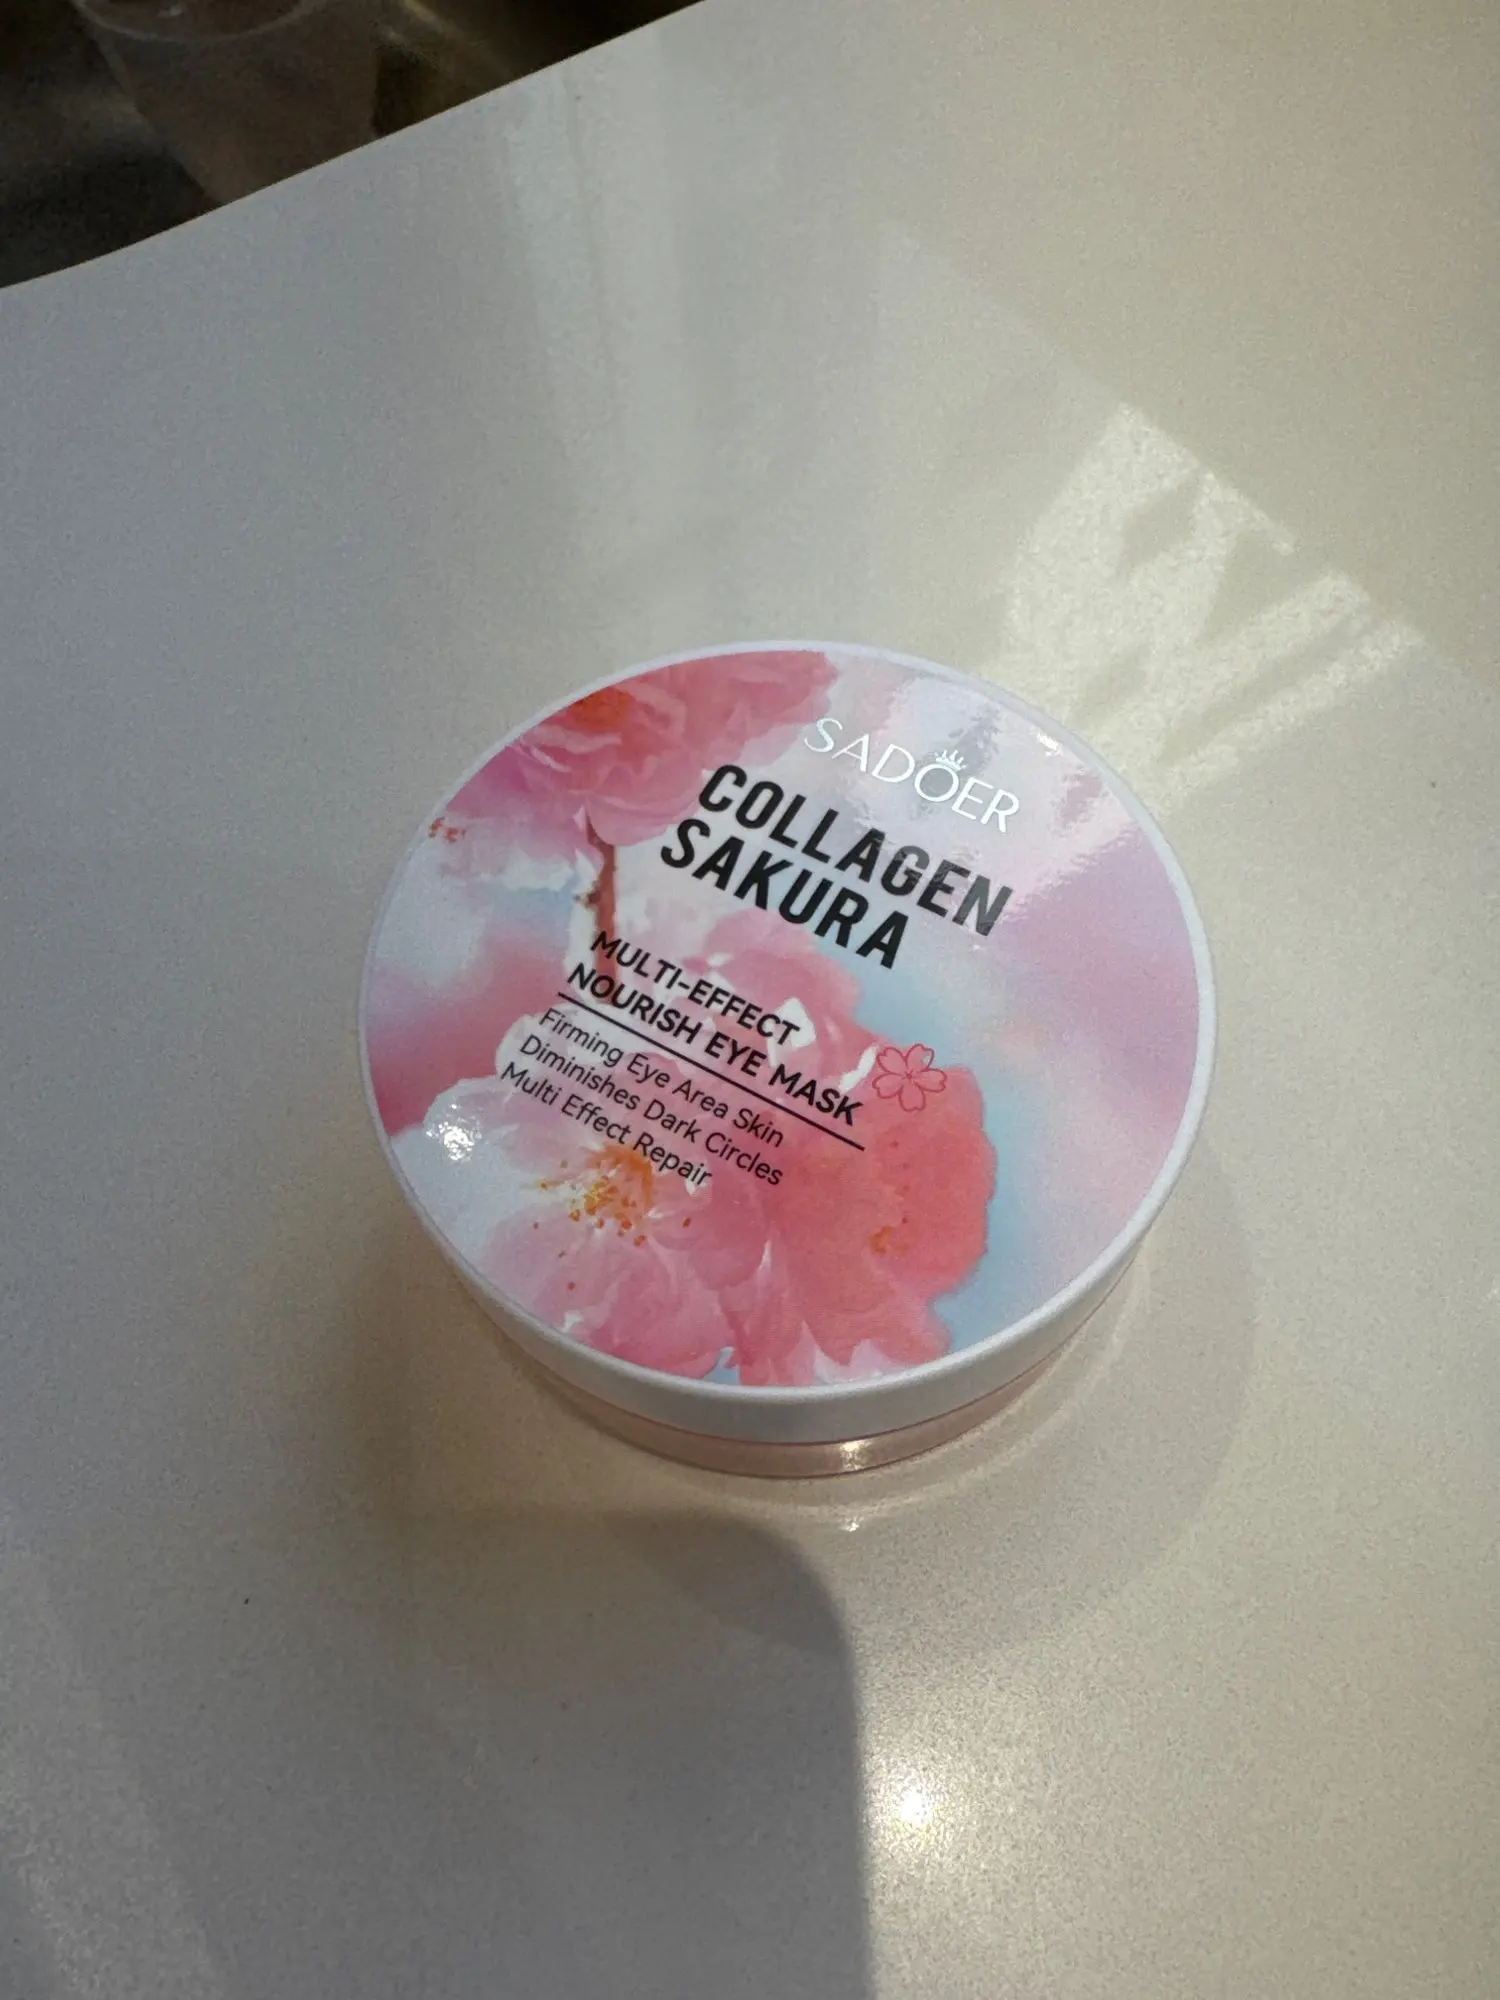 SADOER
COLLAGEN
SAKURA
MULTI-EFFECT
NOURISH EYE MASK
Firming Eye Area Skin
Diminishes Dark Circles
Multi Effect Repair